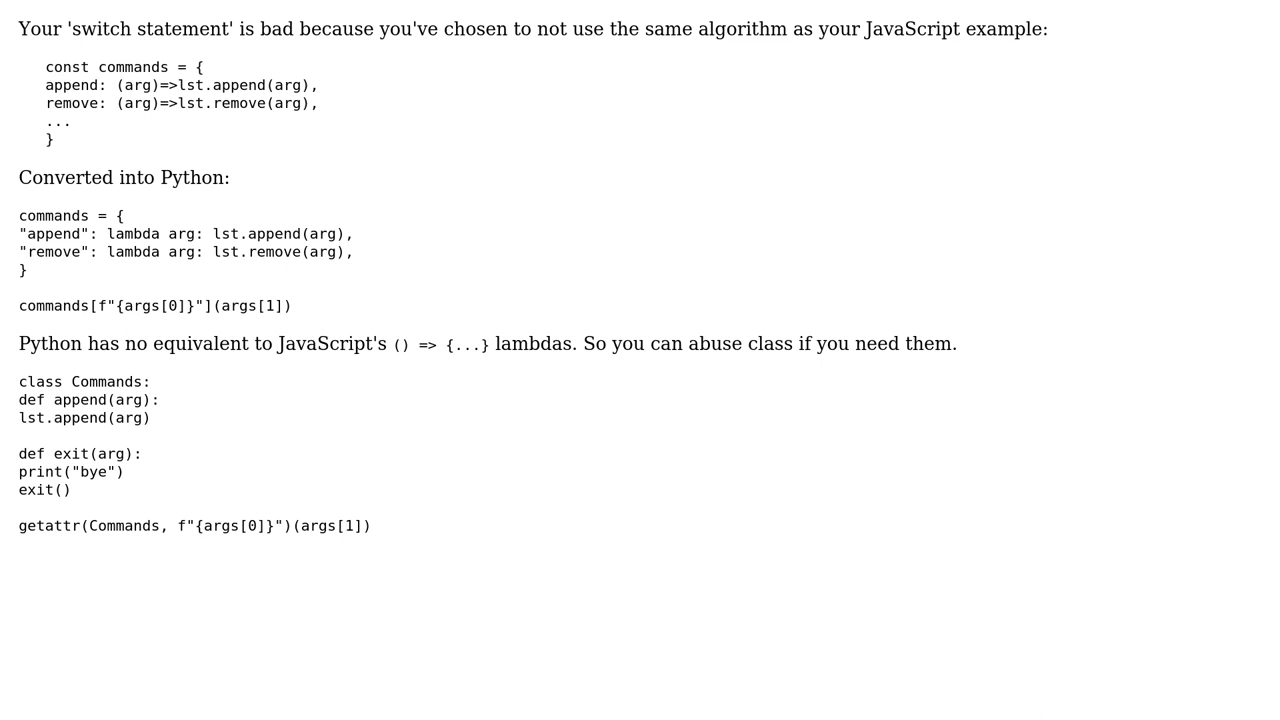 Your 'switch statement' is bad because you've chosen to not use the same algorithm as your JavaScript example:
const commands = {
append: (arg)=>lst.append(arg),
remove: (arg)=>lst.remove(arg),
...
}
Converted into Python:
commands = {
"append": lambda arg: lst.append(arg),
"remove": lambda arg: lst.remove(arg),
}
commands[f"{args[0]}"](args[1])
Python has no equivalent to JavaScript's () => {...} lambdas. So you can abuse class if you need them.
class Commands:
def append(arg):
lst.append(arg)
def exit(arg):
print("bye")
exit()
getattr(Commands, f"{args[0]}")(args[1])